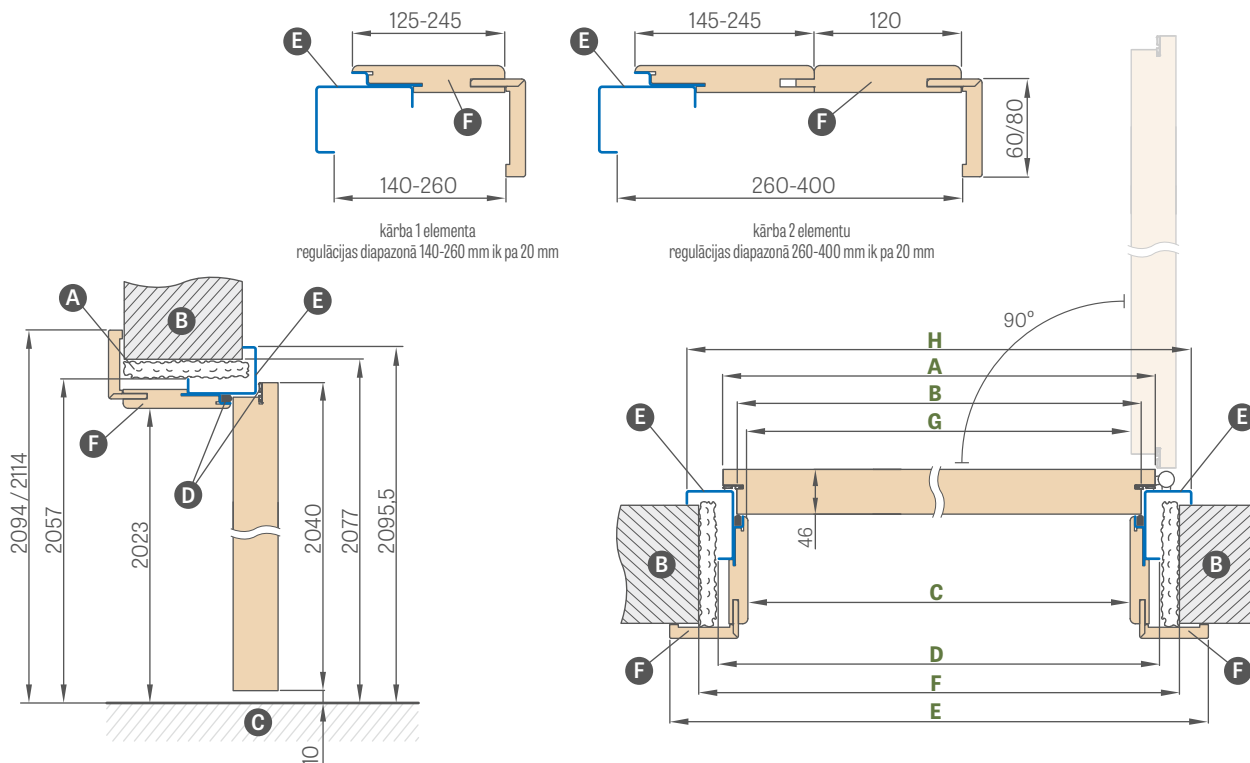 125-245
E
F
140-260
kārba 1 elementa
regulācijas diapazonā 140-260 mm ik pa 20 mm
145-245
120
E
F
60/80
260-400
kārba 2 elementu
regulācijas diapazonā 260-400 mm ik pa 20 mm
A
B
E
F
D
C
2094 / 2114
2057
2023
2040
2077
2095,5
10
90°
H
A
B
G
E
E
46
B
B
C
D
F
F
F
E